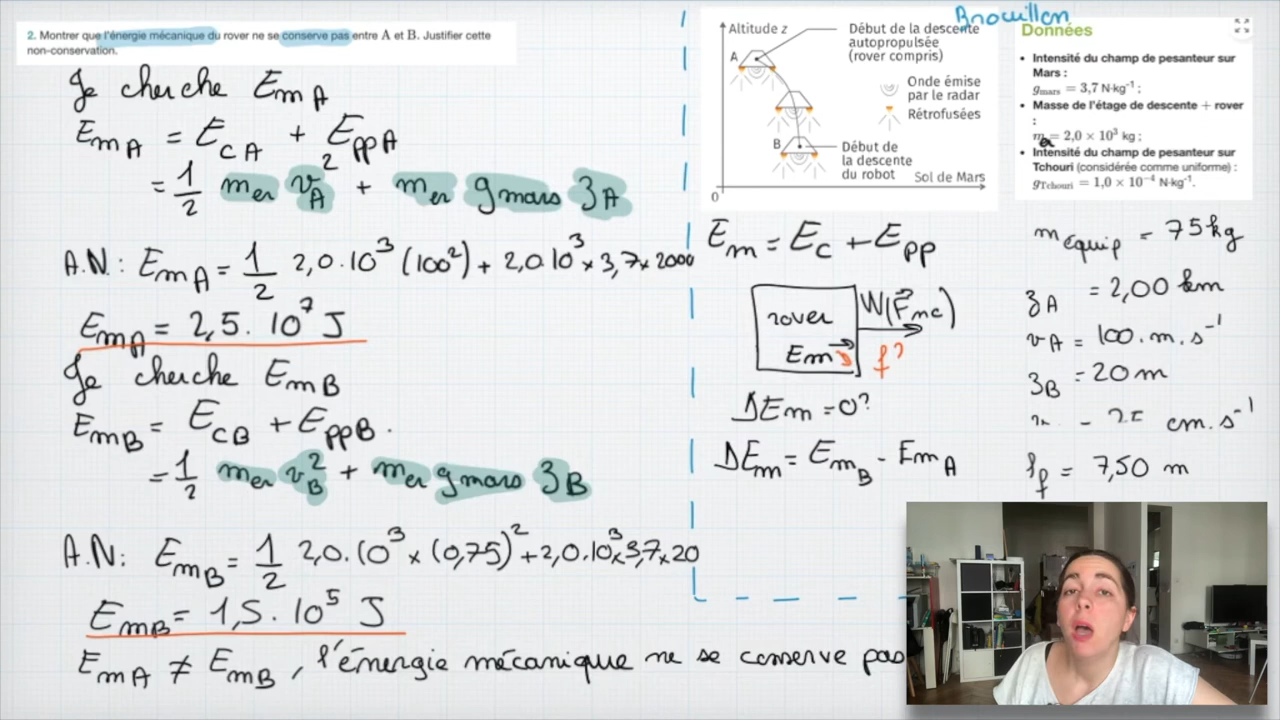 2. Montrer que l'énergie mécanique du rover ne se conserve pas entre A et B. Justifier cette
non-conservation.
Je cherche EmA
EmA = EcA + EppA
= 1/2 mer vA² + mer gmars zA
A.N : EmA = 1/2 2,0.10³ (100²) + 2,0.10³ × 3,7 × 2000
EmA = 2,5 . 10⁷ J
Je cherche EmB
EmB = EcB + EppB .
= 1/2 mer vB² + mer gmars zB
A.N: EmB = 1/2 2,0.10³ × (0,75)² + 2,0.10³ × 3,7 × 20
EmB = 1,5 . 10⁵ J
EmA ≠ EmB , l'énergie mécanique ne se conserve pas
Brouillon
Altitude z
A
Début de la descente
autopropulsée
(rover compris)
Onde émise
par le radar
Rétrofusées
B
Début de
la descente
du robot
Sol de Mars
0
Données
• Intensité du champ de pesanteur sur
Mars :
gmars = 3,7 N·kg⁻¹ ;
• Masse de l'étage de descente + rover
:
mer = 2,0 × 10³ kg ;
• Intensité du champ de pesanteur sur
Tchouri (considérée comme uniforme) :
gTchouri = 1,0 × 10⁻⁴ N·kg⁻¹.
Em = Ec + Epp
rover
Em
W(F⃗nc)
f?
ΔEm = 0?
ΔEm = EmB - EmA
méquip = 75 kg
zA = 2,00 km
vA = 100 . m . s⁻¹
zB = 20 m
cm . s⁻¹
= 7,50 m